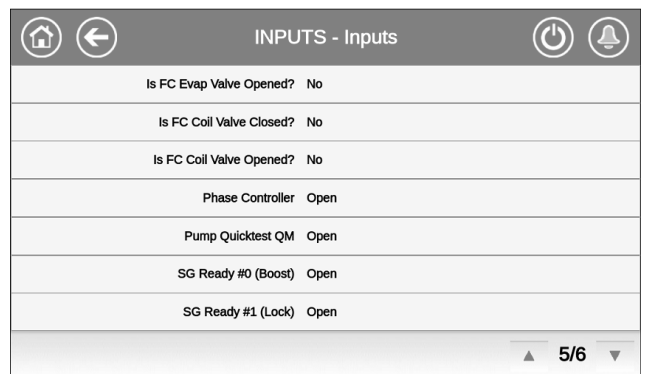 INPUTS - Inputs
Is FC Evap Valve Opened? No
Is FC Coil Valve Closed? No
Is FC Coil Valve Opened? No
Phase Controller Open
Pump Quicktest QM Open
SG Ready #0 (Boost) Open
SG Ready #1 (Lock) Open
5/6